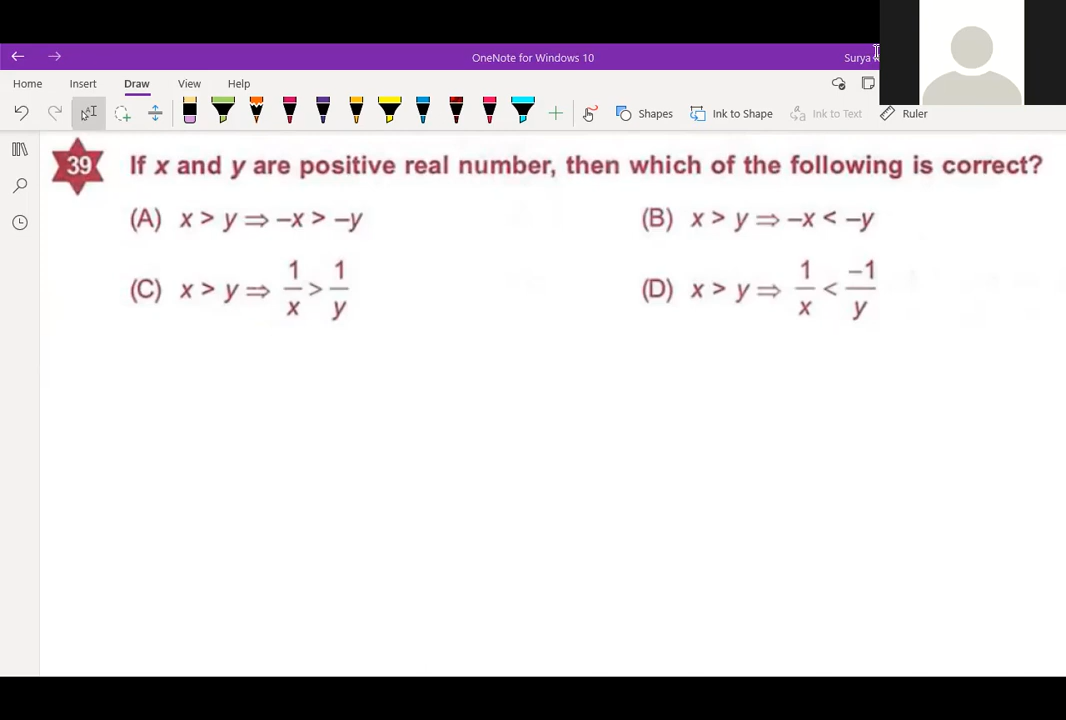 OneNote for Windows 10
Surya
Home Insert Draw View Help
Shapes Ink to Shape Ink to Text Ruler
39 If x and y are positive real number, then which of the following is correct?
(A) x > y ⇒ –x > –y (B) x > y ⇒ –x < –y
(C) x > y ⇒ 1/x > 1/y (D) x > y ⇒ 1/x < –1/y